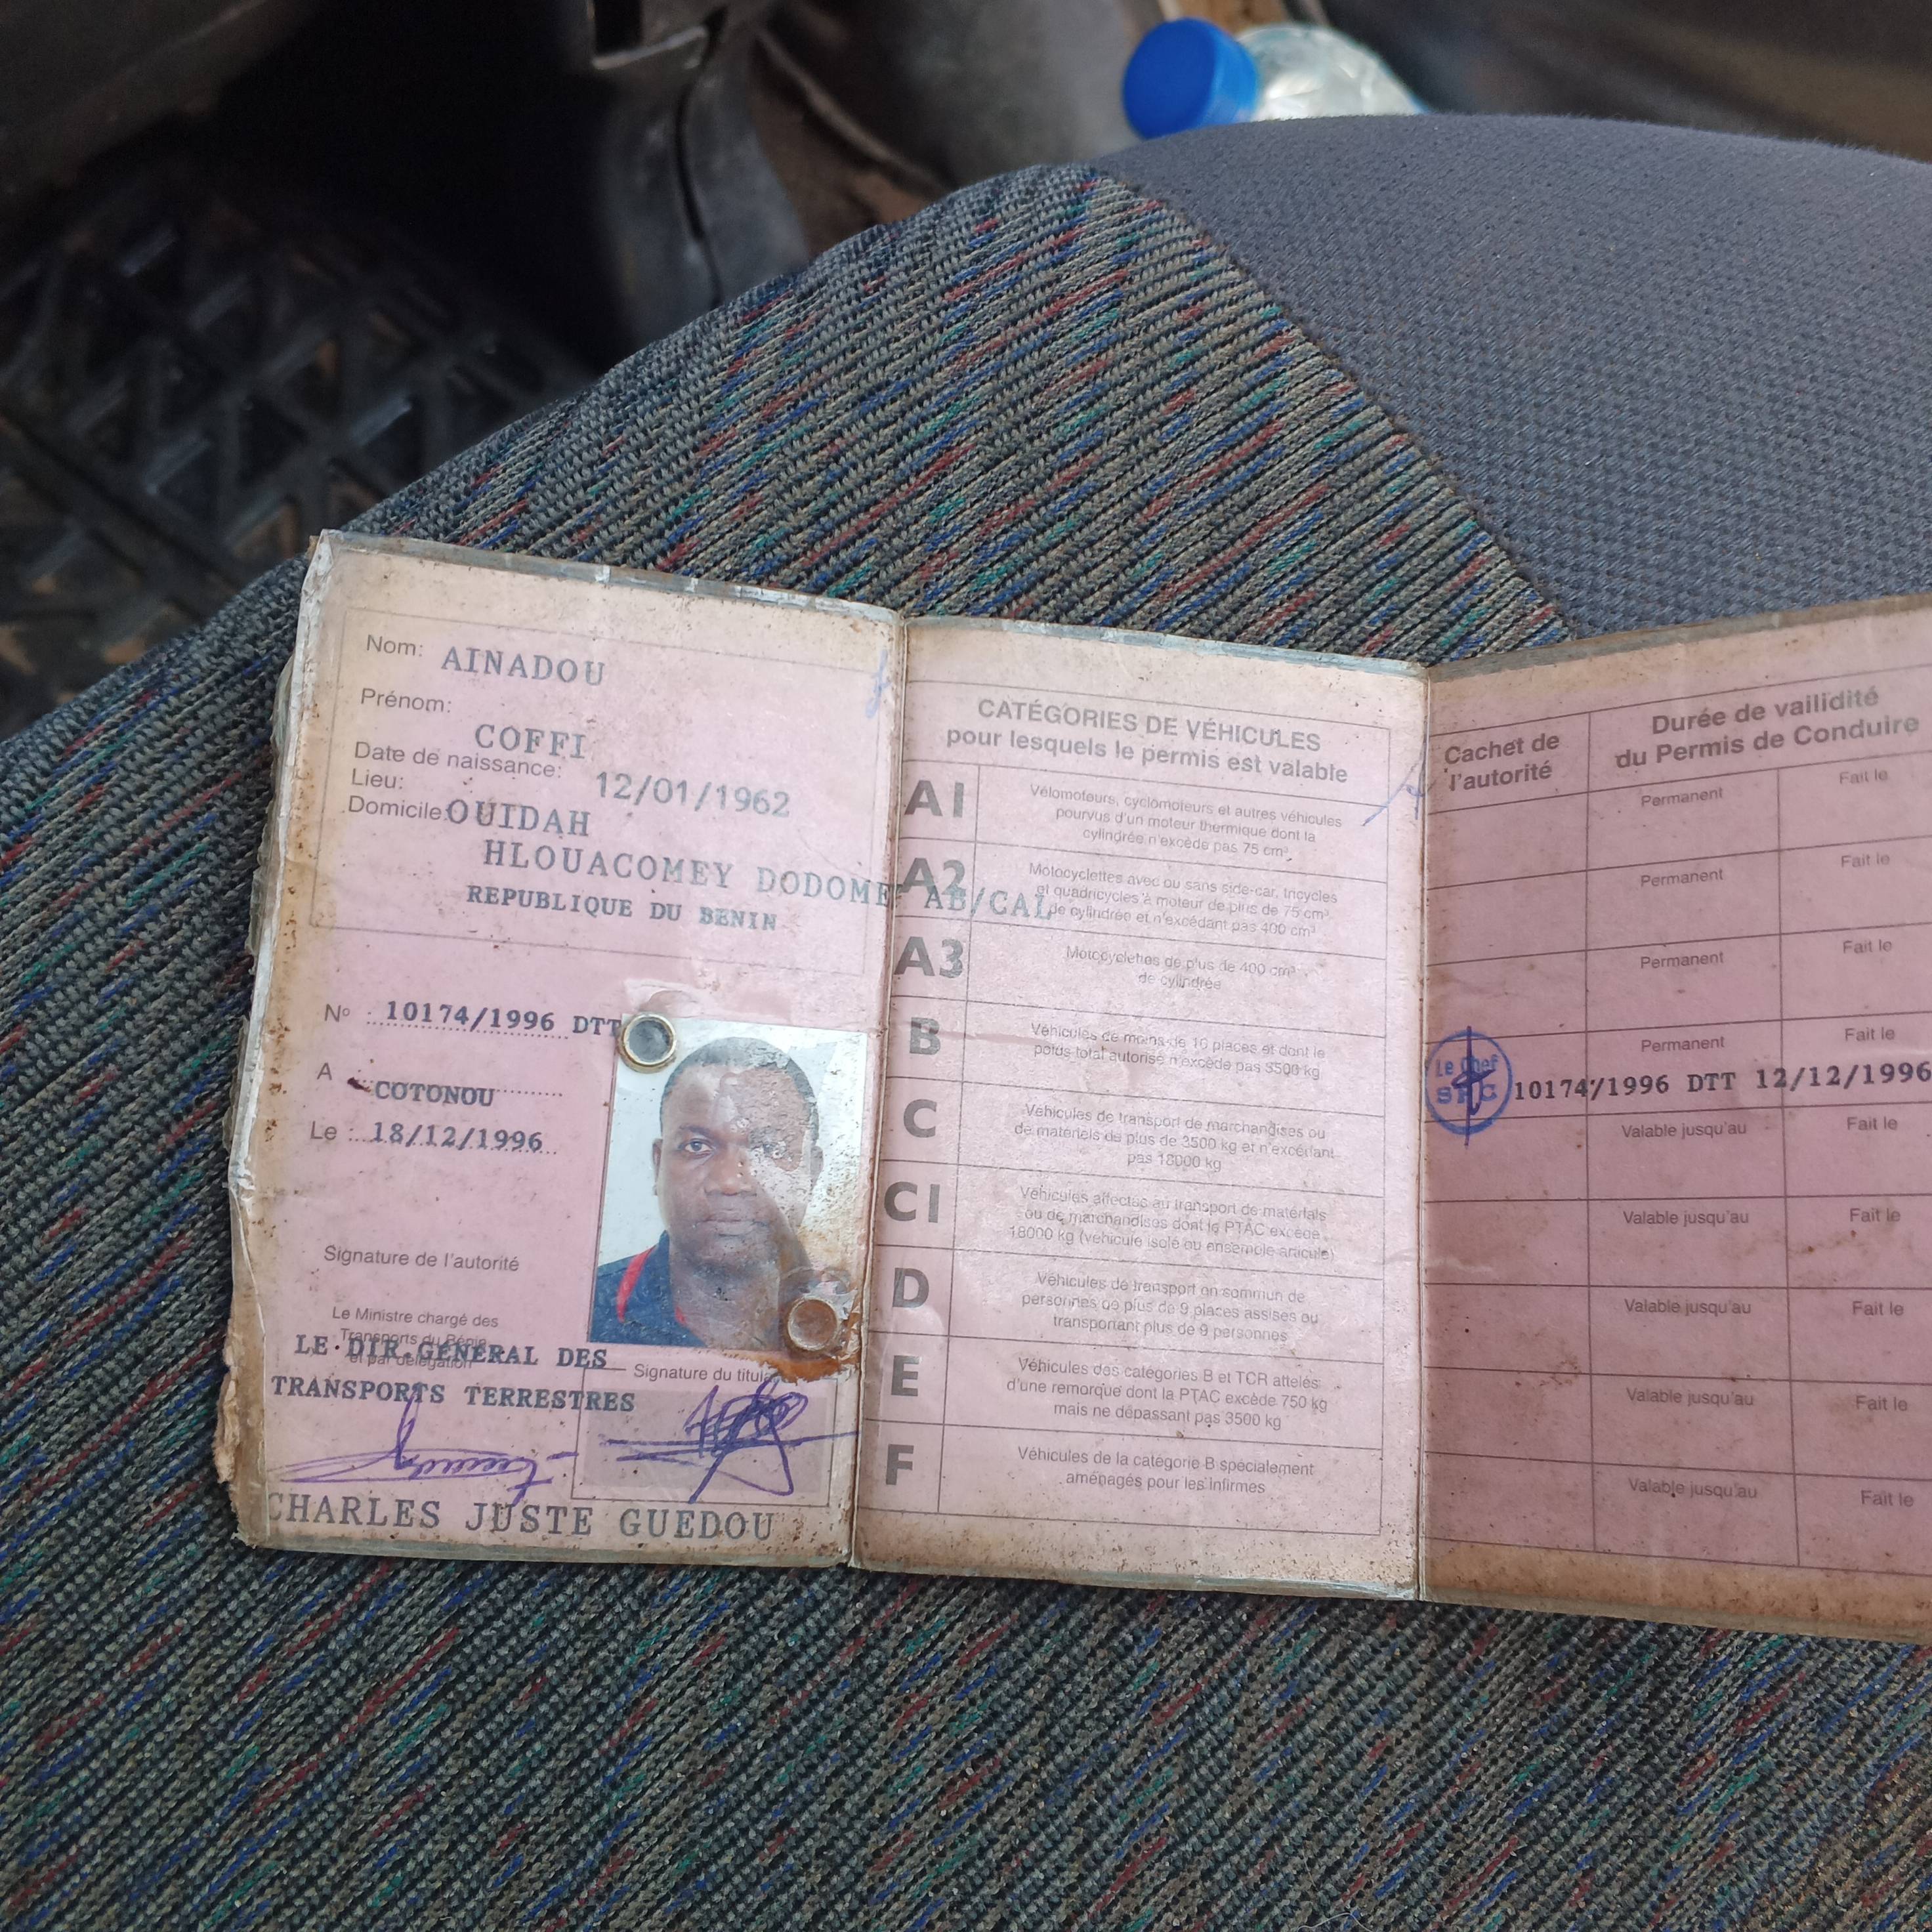 Nom: AINADOU
Prénom:
COFFI
Date de naissance: 12/01/1962
Lieu:
Domicile: OUIDAH
HLOUACOMEY DODOME AB/CAL
REPUBLIQUE DU BENIN
Nº : 10174/1996 DTT
A COTONOU
Le : 18/12/1996
Signature de l'autorité
Le Ministre chargé des
Transports du Bénin
et par délégation
LE DIR.GENERAL DES
TRANSPORTS TERRESTRES
Signature du titula
CHARLES JUSTE GUEDOU
CATÉGORIES DE VÉHICULES
pour lesquels le permis est valable
A1 Vélomoteurs, cyclomoteurs et autres véhicules
pourvus d'un moteur thermique dont la
cylindrée n'excède pas 75 cm³
A2 Motocyclettes avec ou sans side-car, tricycles
et quadricycles à moteur de plus de 75 cm³
de cylindrée et n'excédant pas 400 cm³
A3 Motocyclettes de plus de 400 cm³
de cylindrée
B Véhicules de moins de 10 places et dont le
poids total autorisé n'excède pas 3500 kg
C Véhicules de transport de marchandises ou
de matériels de plus de 3500 kg et n'excédant
pas 18000 kg
C1 Véhicules affectés au transport de matériels
ou de marchandises dont le PTAC excède
18000 kg (véhicule isolé ou ensemble articulé)
D Véhicules de transport en commun de
personnes de plus de 9 places assises ou
transportant plus de 9 personnes
E Véhicules des catégories B et TCR attelés
d'une remorque dont la PTAC excède 750 kg
mais ne dépassant pas 3500 kg
F Véhicules de la catégorie B spécialement
aménagés pour les infirmes
Cachet de
l'autorité
Durée de vailidité
du Permis de Conduire
Permanent Fait le
Permanent Fait le
Permanent Fait le
Permanent Fait le
Le Chef
10174/1996 DTT 12/12/1996
Valable jusqu'au Fait le
Valable jusqu'au Fait le
Valable jusqu'au Fait le
Valable jusqu'au Fait le
Valable jusqu'au Fait le